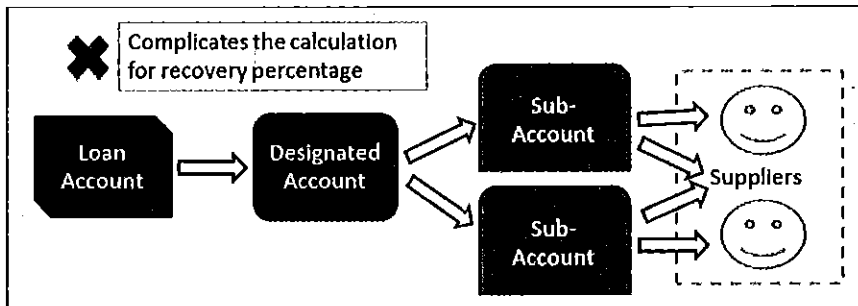 Complicates the calculation
for recovery percentage
Loan
Account
Designated
Account
Sub-
Account
Sub-
Account
Suppliers